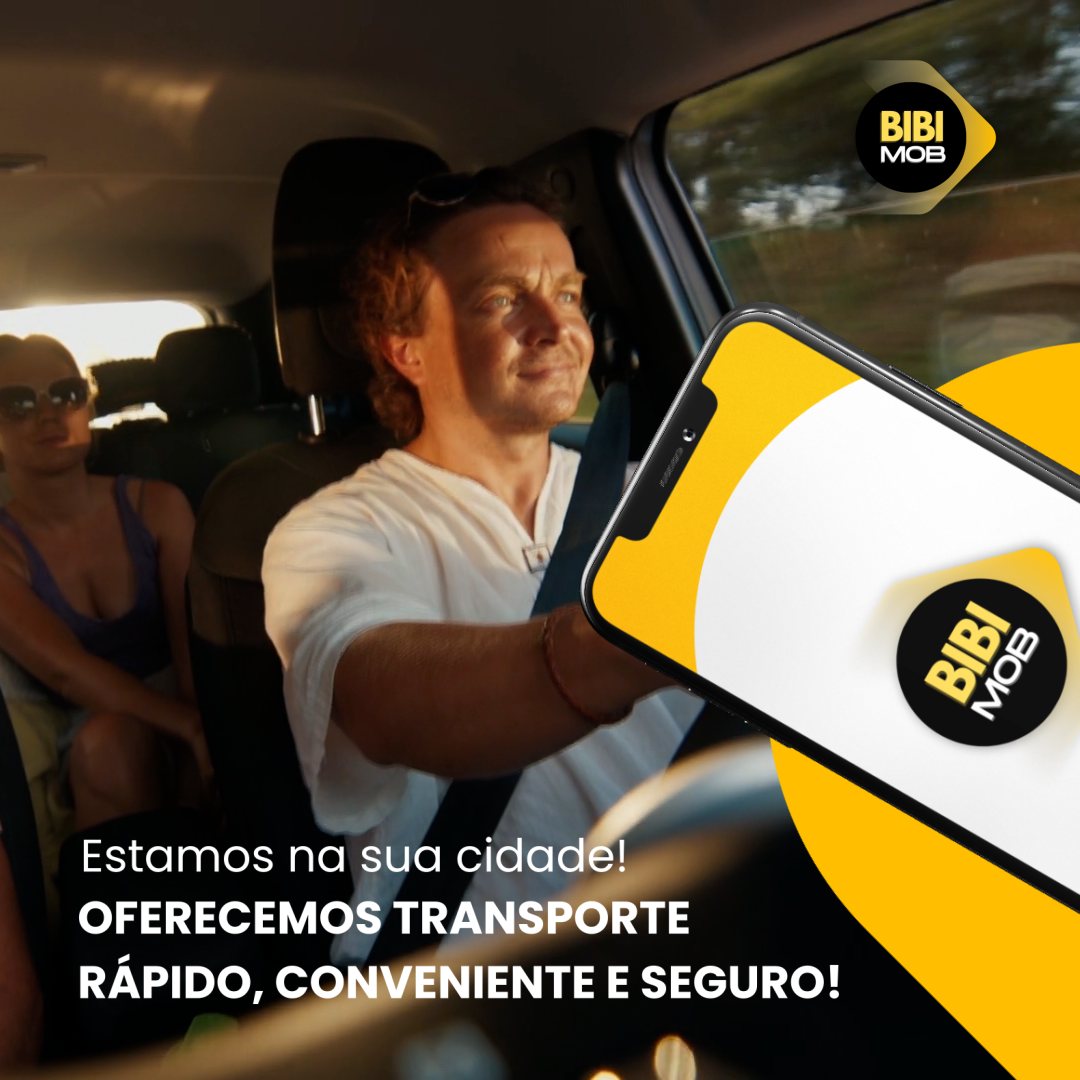 BIBI
MOB
BIBI
MOB
Estamos na sua cidade!
OFERECEMOS TRANSPORTE
RÁPIDO, CONVENIENTE E SEGURO!